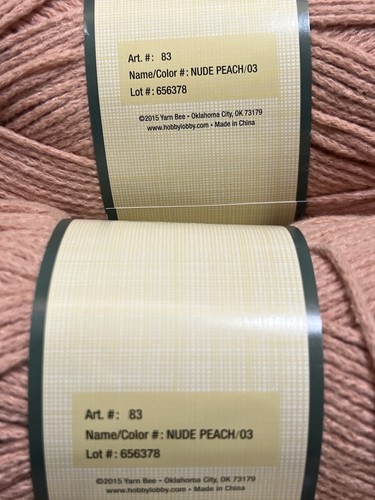 Art. #: 83
Name/Color #: NUDE PEACH/03
Lot #: 656378
©2015 Yarn Bee • Oklahoma City, OK 73179
www.hobbylobby.com • Made in China
Art. #: 83
Name/Color #: NUDE PEACH/03
Lot #: 656378
©2015 Yarn Bee • Oklahoma City, OK 73179
www.hobbylobby.com • Made in China